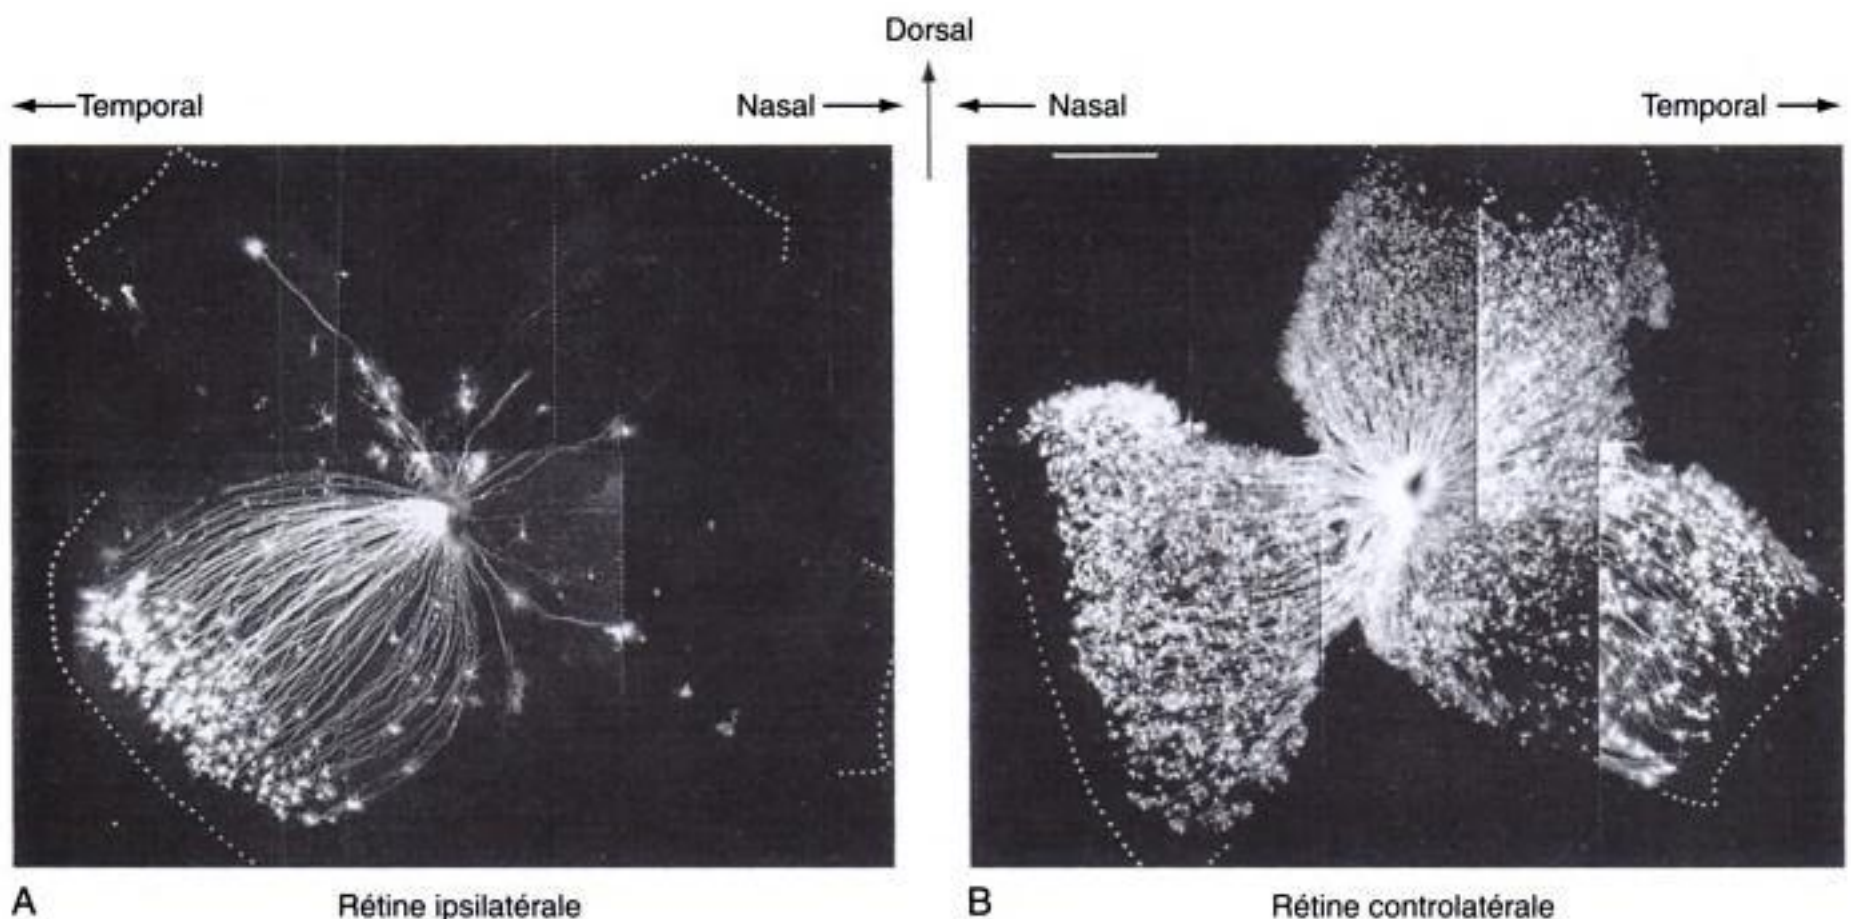 Dorsal
Temporal
Nasal
Nasal
Temporal
A
Rétine ipsilatérale
B
Rétine controlatérale